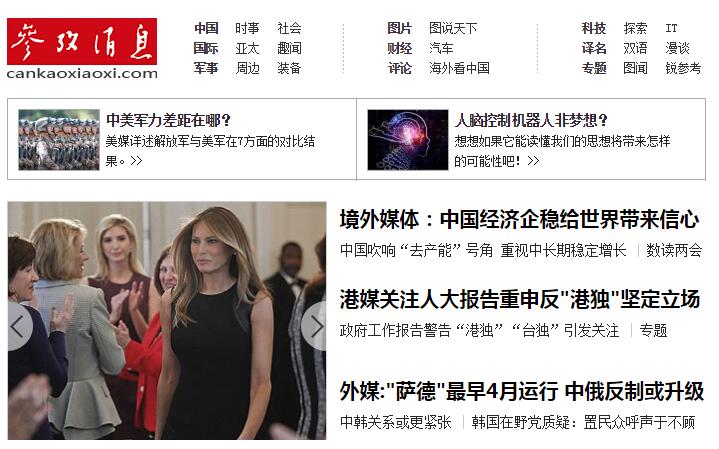 参考消息
cankaoxiaoxi.com
中国 时事 社会
国际 亚太 趣闻
军事 周边 装备
图片 图说天下
财经 汽车
评论 海外看中国
科技 探索 IT
译名 双语 漫谈
专题 图闻 锐参考
中美军力差距在哪?
美媒详述解放军与美军在7方面的对比结
果。>>
人脑控制机器人非梦想?
想想如果它能读懂我们的思想将带来怎样
的可能性吧! >>
境外媒体：中国经济企稳给世界带来信心
中国吹响“去产能”号角 重视中长期稳定增长 | 数读两会
港媒关注人大报告重申反"港独"坚定立场
政府工作报告警告“港独”“台独”引发关注 | 专题
外媒:"萨德"最早4月运行 中俄反制或升级
中韩关系或更紧张 | 韩国在野党质疑：置民众呼声于不顾